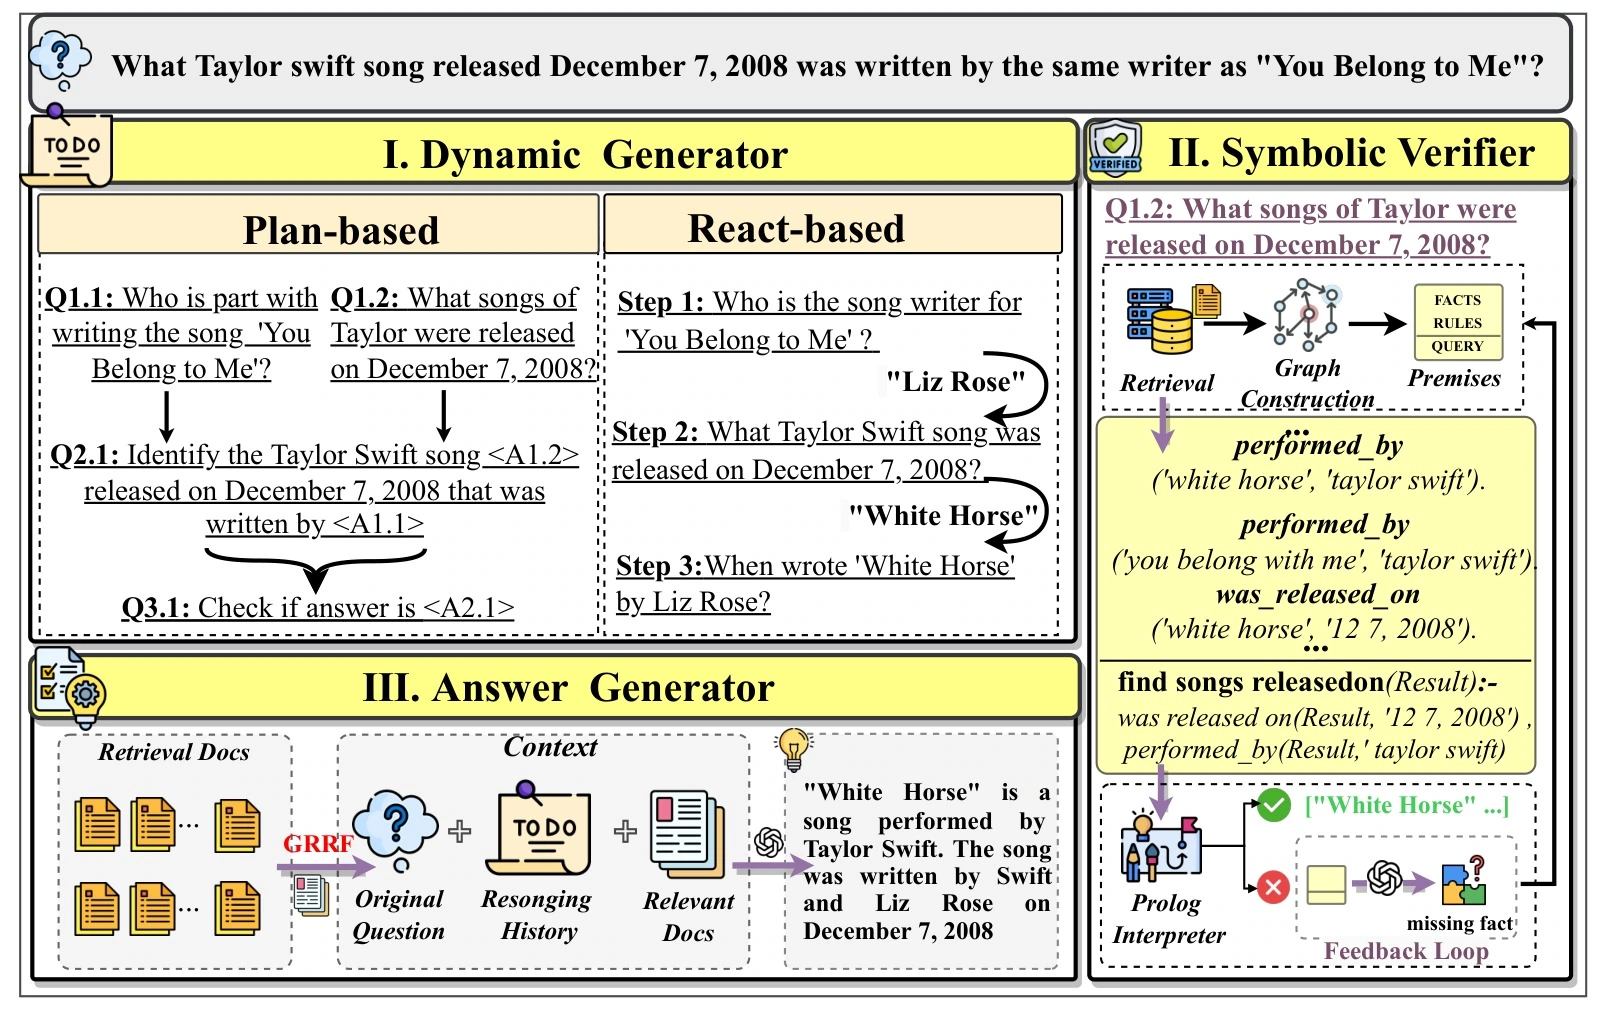 What Taylor swift song released December 7, 2008 was written by the same writer as "You Belong to Me"?
TO DO
I. Dynamic Generator
Plan-based
Q1.1: Who is part with
writing the song 'You
Belong to Me'?
Q1.2: What songs of
Taylor were released
on December 7, 2008?
Q2.1: Identify the Taylor Swift song <A1.2>
released on December 7, 2008 that was
written by <A1.1>
Q3.1: Check if answer is <A2.1>
React-based
Step 1: Who is the song writer for
'You Belong to Me' ?
"Liz Rose"
Step 2: What Taylor Swift song was
released on December 7, 2008?
"White Horse"
Step 3:When wrote 'White Horse'
by Liz Rose?
VERIFIED
II. Symbolic Verifier
Q1.2: What songs of Taylor were
released on December 7, 2008?
Retrieval
Graph
Construction
FACTS
RULES
QUERY
Premises
...
performed_by
('white horse', 'taylor swift').
performed_by
('you belong with me', 'taylor swift').
was_released_on
('white horse', '12 7, 2008').
...
find songs releasedon(Result):-
was released on(Result, '12 7, 2008') ,
performed_by(Result,' taylor swift)
Prolog
Interpreter
["White Horse" ...]
missing fact
Feedback Loop
III. Answer Generator
Retrieval Docs
...
...
GRRF
Context
Original
Question
TO DO
Resonging
History
Relevant
Docs
"White Horse" is a
song performed by
Taylor Swift. The song
was written by Swift
and Liz Rose on
December 7, 2008